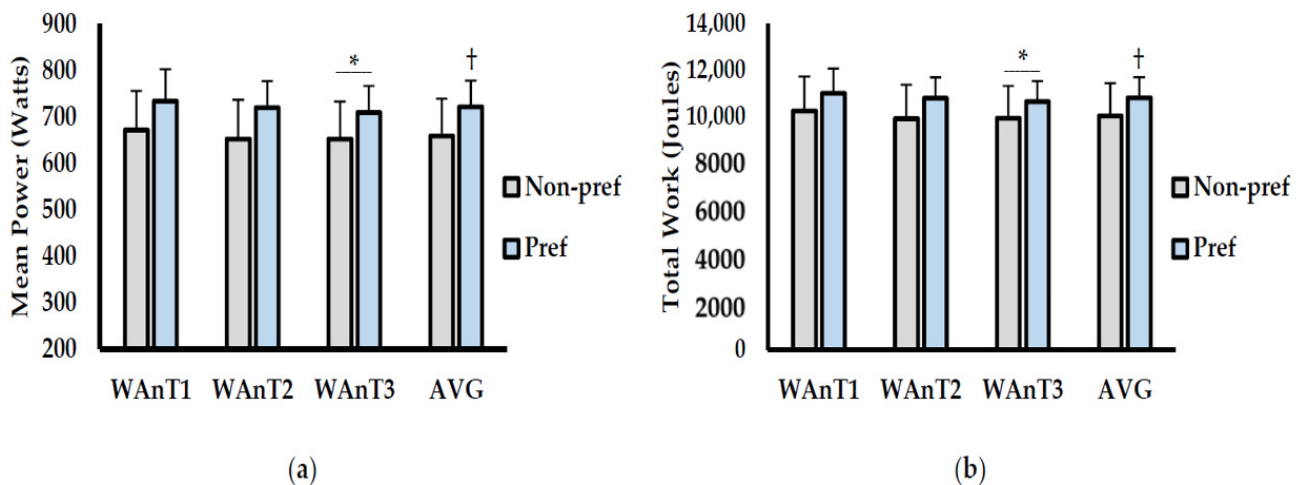 Mean Power (Watts)
900
800
700
600
500
400
300
200
*
†
Non-pref
Pref
WAnT1 WAnT2 WAnT3 AVG
(a)
Total Work (Joules)
14,000
12,000
10,000
8000
6000
4000
2000
0
*
†
Non-pref
Pref
WAnT1 WAnT2 WAnT3 AVG
(b)